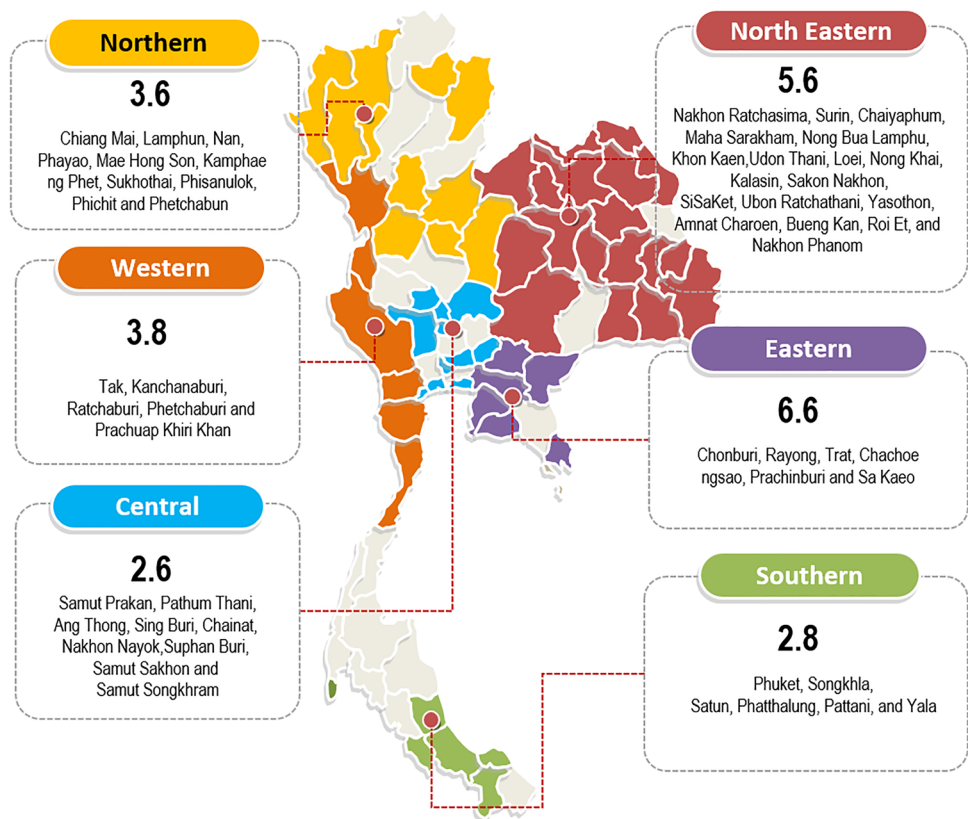 Northern
3.6
Chiang Mai, Lamphun, Nan,
Phayao, Mae Hong Son, Kamphae
ng Phet, Sukhothai, Phisanulok,
Phichit and Phetchabun
Western
3.8
Tak, Kanchanaburi,
Ratchaburi, Phetchaburi and
Prachuap Khiri Khan
Central
2.6
Samut Prakan, Pathum Thani,
Ang Thong, Sing Buri, Chainat,
Nakhon Nayok,Suphan Buri,
Samut Sakhon and
Samut Songkhram
North Eastern
5.6
Nakhon Ratchasima, Surin, Chaiyaphum,
Maha Sarakham, Nong Bua Lamphu,
Khon Kaen,Udon Thani, Loei, Nong Khai,
Kalasin, Sakon Nakhon,
SiSaKet, Ubon Ratchathani, Yasothon,
Amnat Charoen, Bueng Kan, Roi Et, and
Nakhon Phanom
Eastern
6.6
Chonburi, Rayong, Trat, Chachoe
ngsao, Prachinburi and Sa Kaeo
Southern
2.8
Phuket, Songkhla,
Satun, Phatthalung, Pattani, and Yala